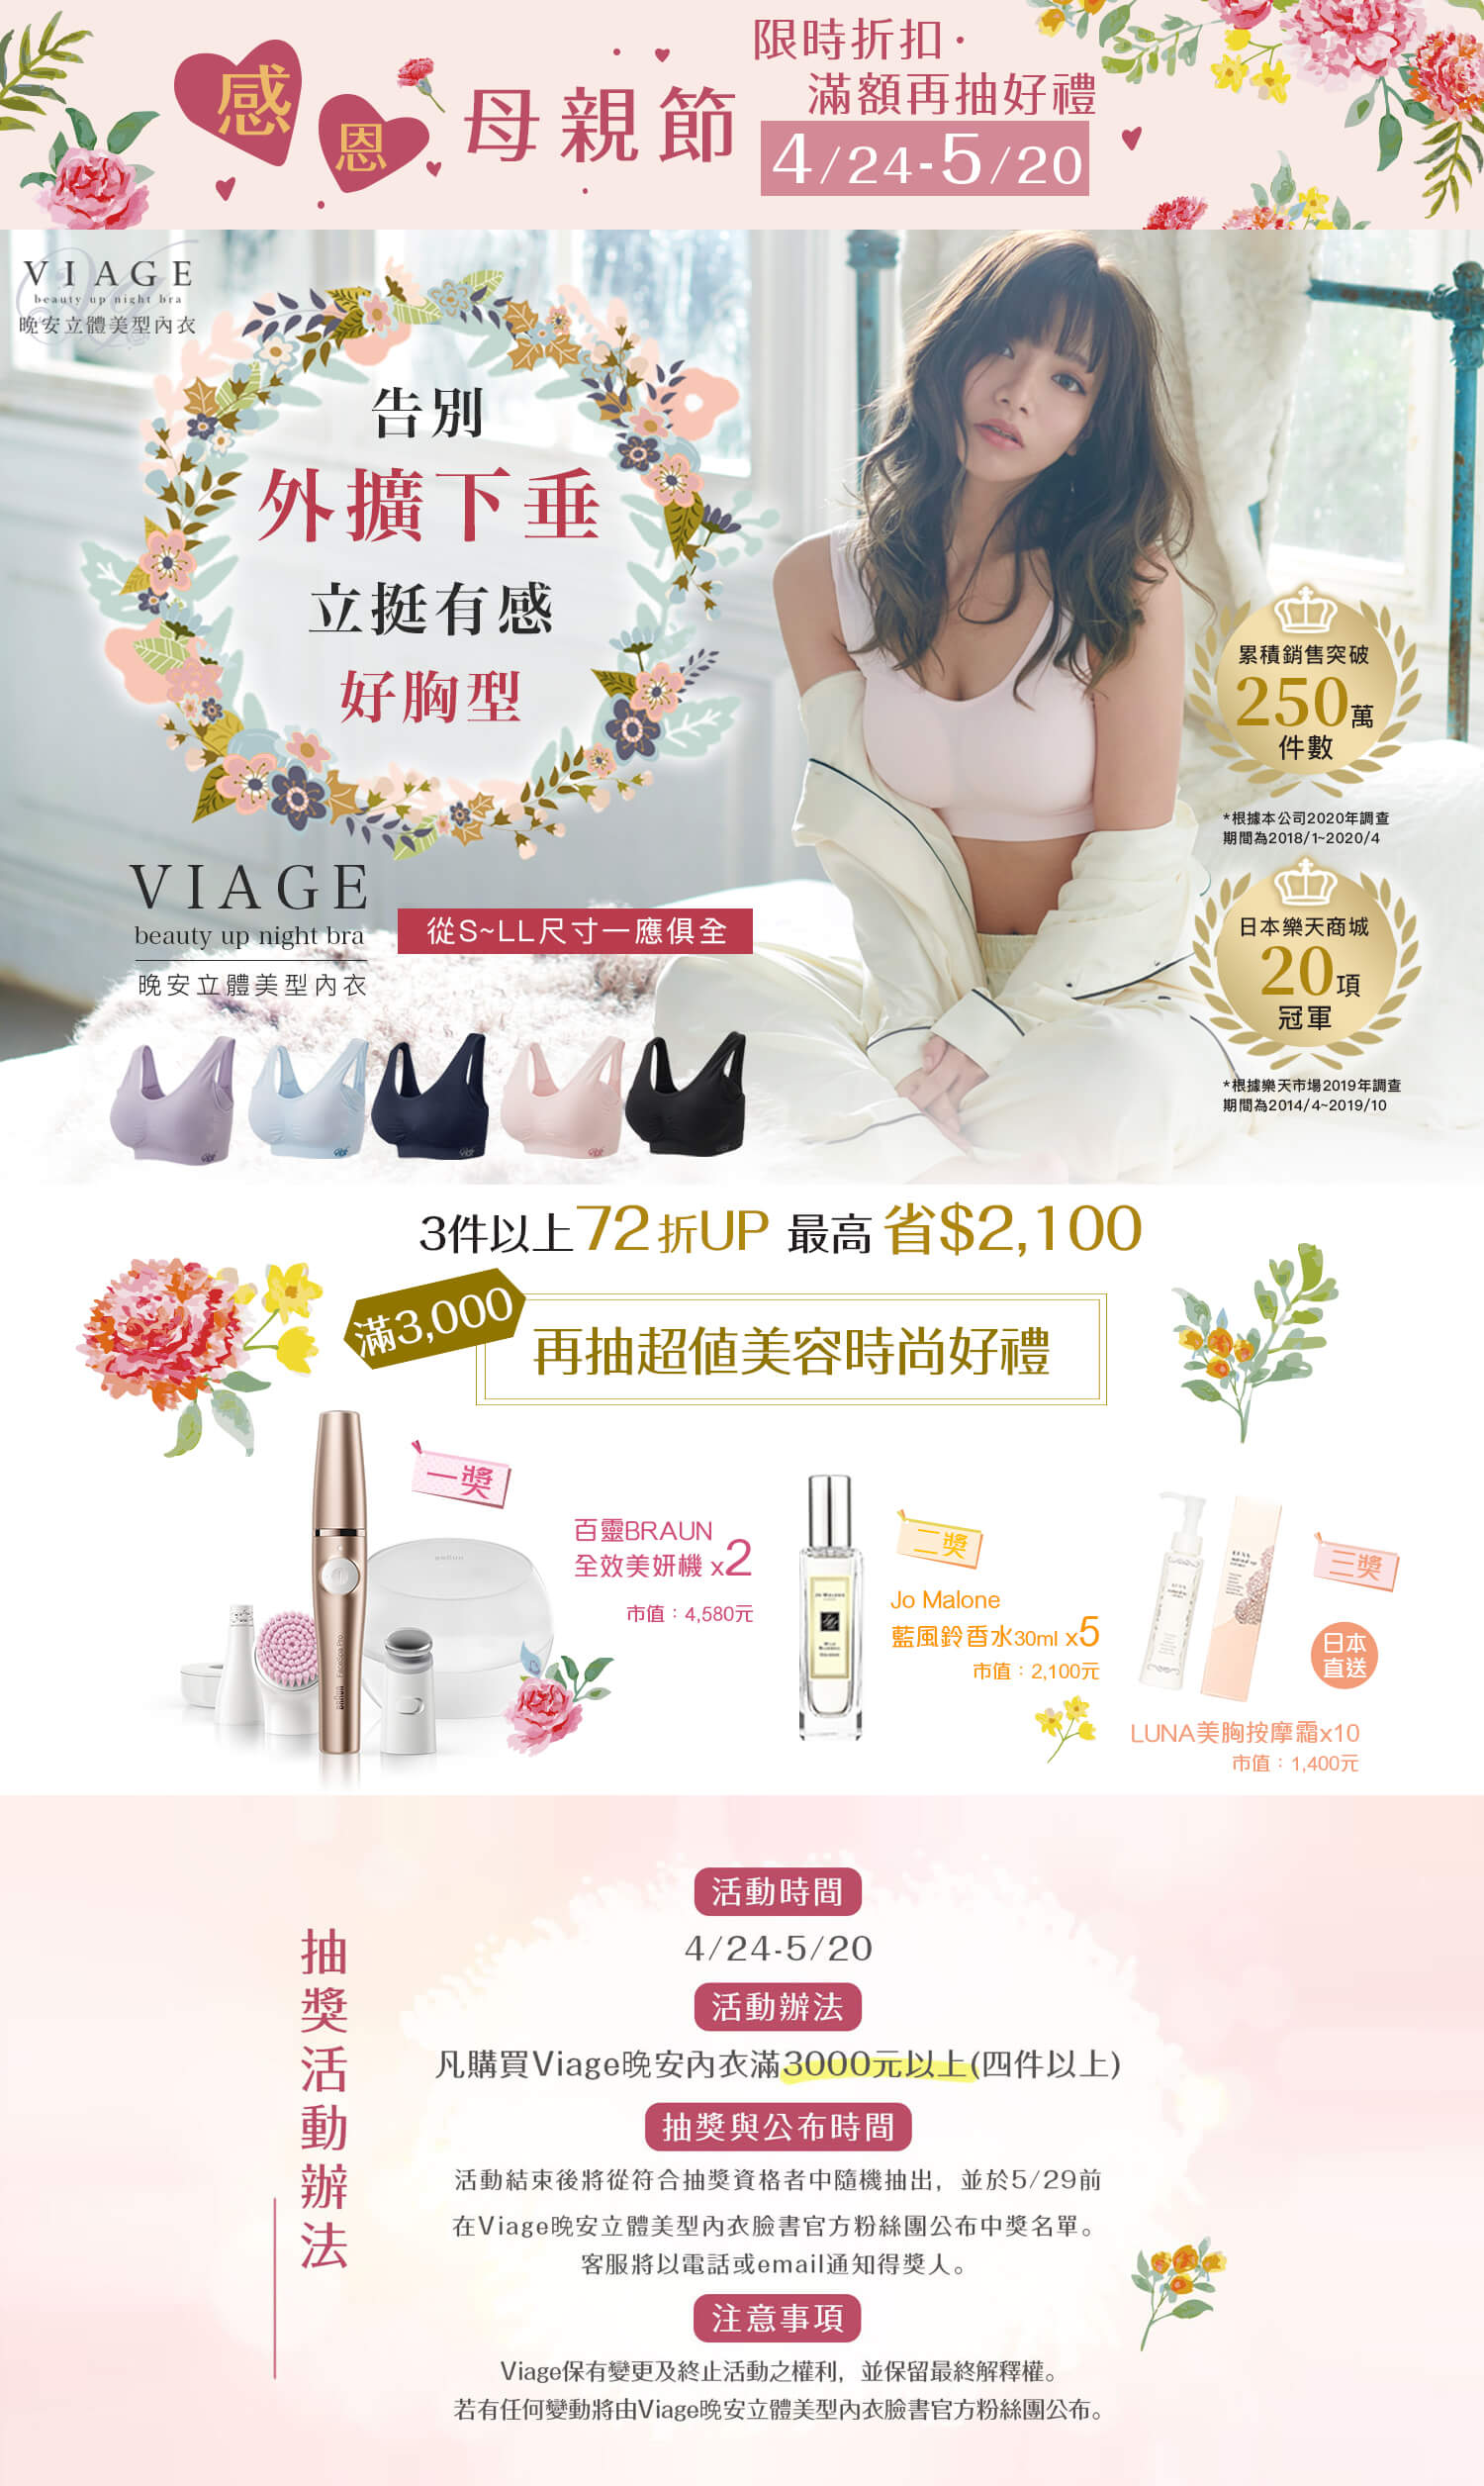 感
恩
母親節
限時折扣·
滿額再抽好禮
4/24-5/20
VIAGE
beauty up night bra
晚安立體美型內衣
告別
外擴下垂
立挺有感
好胸型
累積銷售突破
250萬
件數
*根據本公司2020年調查
期間為2018/1~2020/4
日本樂天商城
20項
冠軍
*根據樂天市場2019年調查
期間為2014/4~2019/10
VIAGE
beauty up night bra
晚安立體美型內衣
從S~LL尺寸一應俱全
3件以上72折UP 最高省$2,100
滿3,000
再抽超值美容時尚好禮
一獎
百靈BRAUN
全效美妍機 x2
市值：4,580元
二獎
Jo Malone
藍風鈴香水30ml x5
市值：2,100元
三獎
日本
直送
LUNA美胸按摩霜x10
市值：1,400元
抽獎活動辦法
活動時間
4/24-5/20
活動辦法
凡購買Viage晚安內衣滿3000元以上(四件以上)
抽獎與公布時間
活動結束後將從符合抽獎資格者中隨機抽出，並於5/29前
在Viage晚安立體美型內衣臉書官方粉絲團公布中獎名單。
客服將以電話或email通知得獎人。
注意事項
Viage保有變更及終止活動之權利，並保留最終解釋權。
若有任何變動將由Viage晚安立體美型內衣臉書官方粉絲團公布。